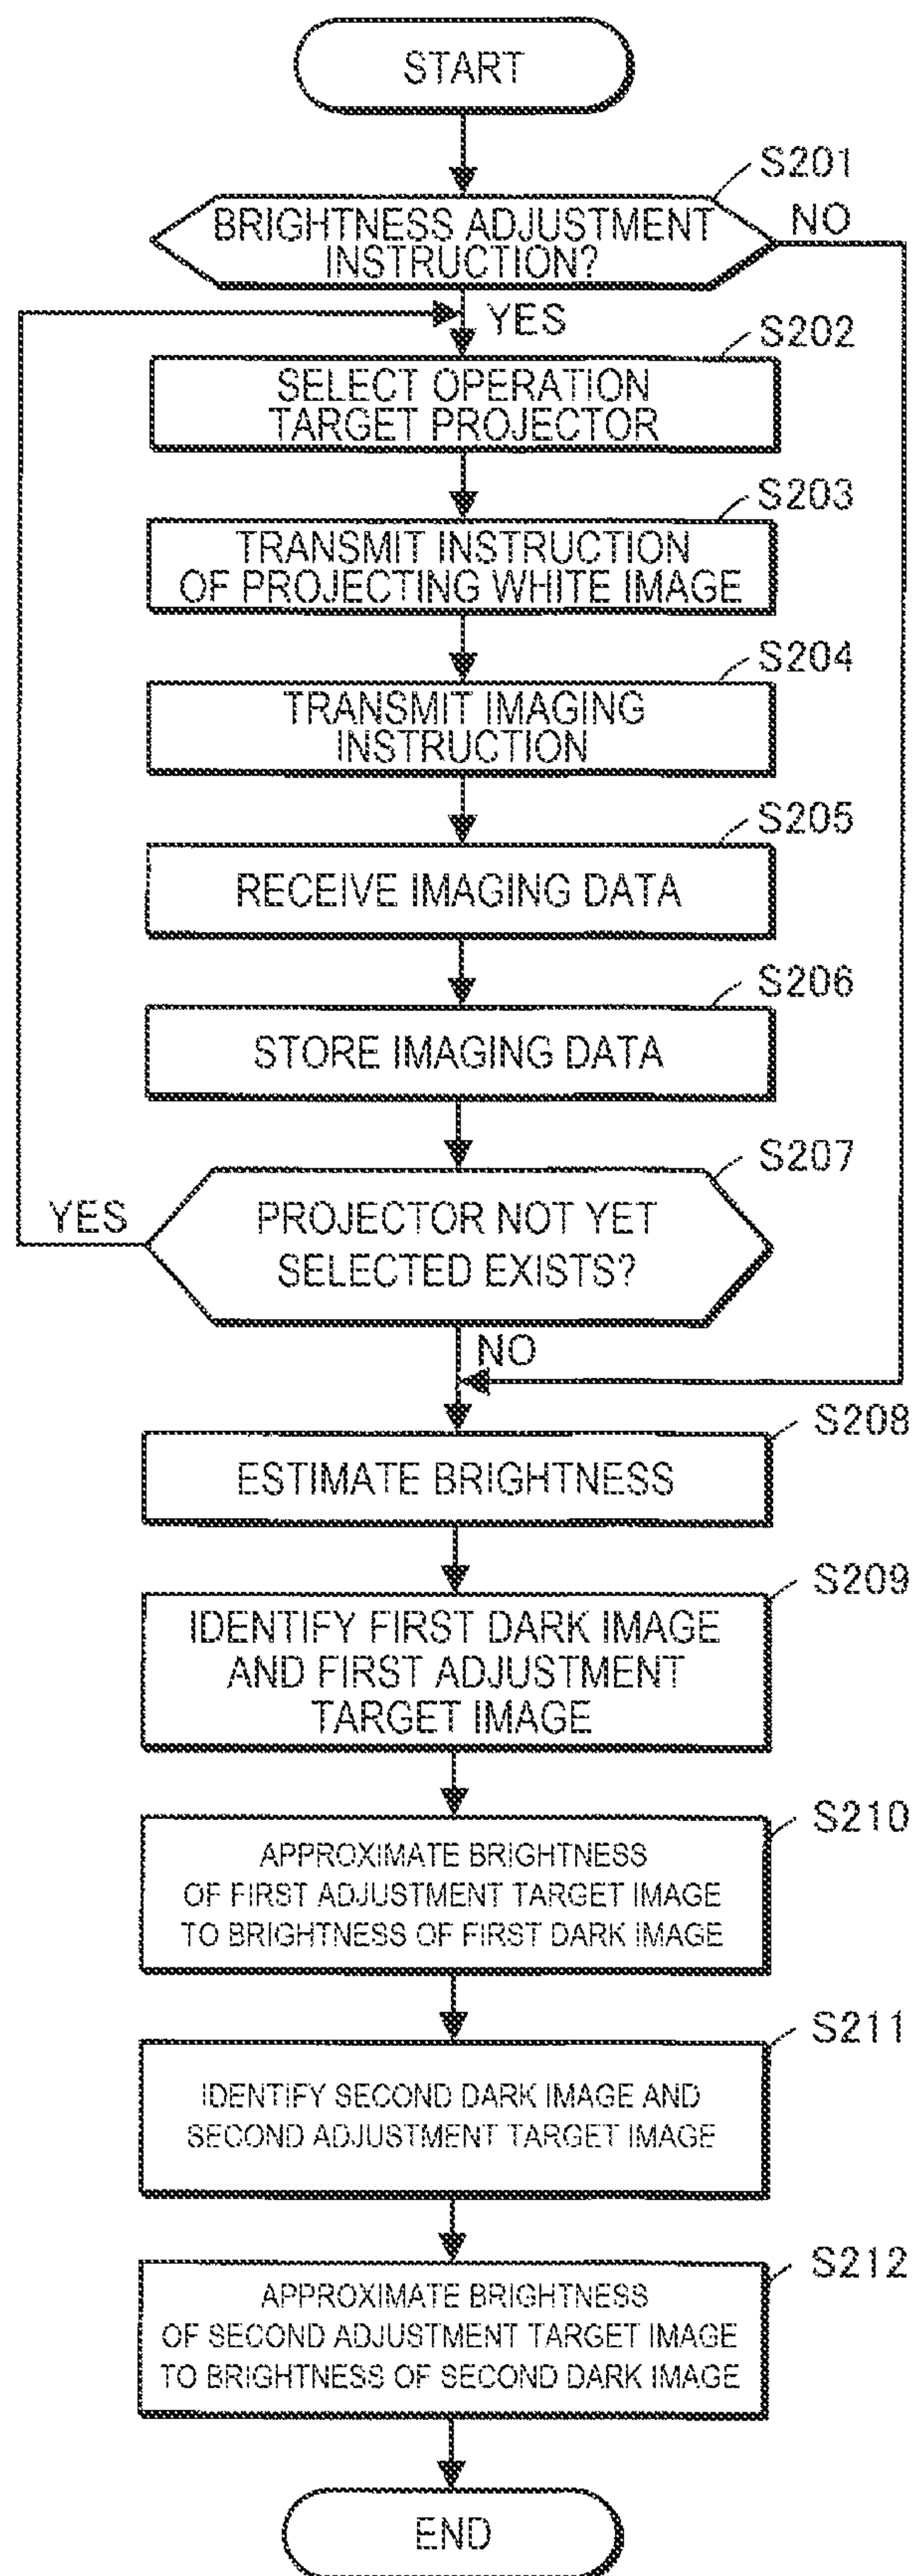 START
S201
BRIGHTNESS ADJUSTMENT
INSTRUCTION?
NO
YES
S202
SELECT OPERATION
TARGET PROJECTOR
S203
TRANSMIT INSTRUCTION
OF PROJECTING WHITE IMAGE
S204
TRANSMIT IMAGING
INSTRUCTION
S205
RECEIVE IMAGING DATA
S206
STORE IMAGING DATA
S207
YES
PROJECTOR NOT YET
SELECTED EXISTS?
NO
S208
ESTIMATE BRIGHTNESS
S209
IDENTIFY FIRST DARK IMAGE
AND FIRST ADJUSTMENT
TARGET IMAGE
S210
APPROXIMATE BRIGHTNESS
OF FIRST ADJUSTMENT TARGET IMAGE
TO BRIGHTNESS OF FIRST DARK IMAGE
S211
IDENTIFY SECOND DARK IMAGE AND
SECOND ADJUSTMENT TARGET IMAGE
S212
APPROXIMATE BRIGHTNESS
OF SECOND ADJUSTMENT TARGET IMAGE
TO BRIGHTNESS OF SECOND DARK IMAGE
END